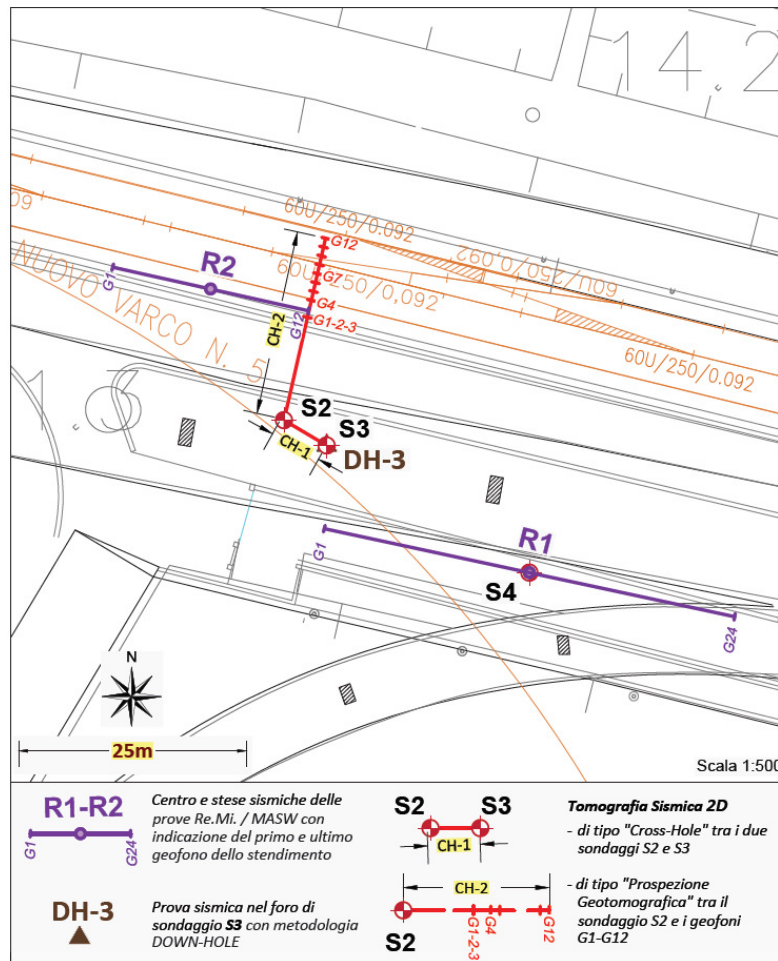 14.2
60U/250/0.092
60U/250/0.092
60U/250/0,092
60U/250/0.092
NUOVO VARCO N. 5
G12
G7
G4
G1-2-3
R2
G1
G12
CH-2
S2
S3
CH-1
DH-3
R1
G1
S4
G24
N
25m
Scala 1:500
R1-R2
G1
G24
Centro e stese sismiche delle
prove Re.Mi. / MASW con
indicazione del primo e ultimo
geofono dello stendimento
DH-3
Prova sismica nel foro di
sondaggio S3 con metodologia
DOWN-HOLE
S2
S3
CH-1
CH-2
S2
G1-2-3
G4
G12
Tomografia Sismica 2D
- di tipo "Cross-Hole" tra i due
sondaggi S2 e S3
- di tipo "Prospezione
Geotomografica" tra il
sondaggio S2 e i geofoni
G1-G12